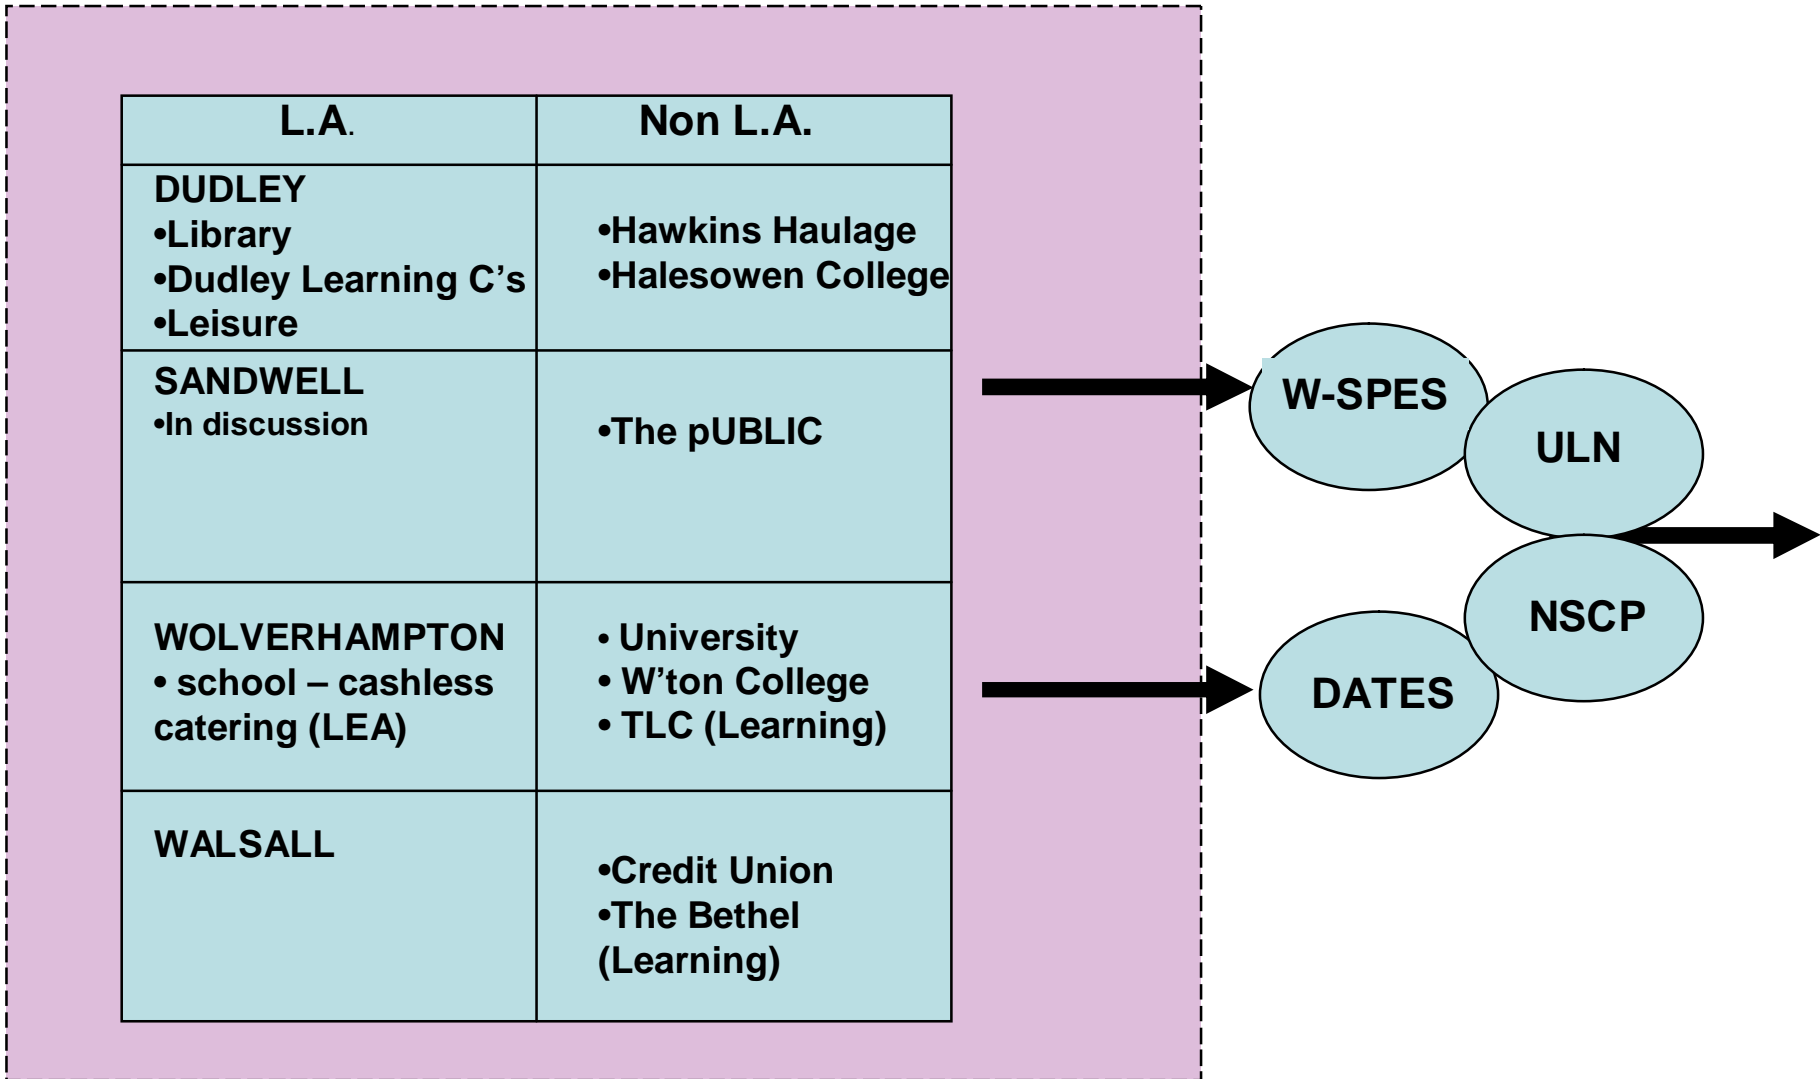 L.A.
Non L.A.
DUDLEY
•Library
•Dudley Learning C’s
•Leisure
•Hawkins Haulage
•Halesowen College
SANDWELL
•In discussion
•The pUBLIC
WOLVERHAMPTON
• school – cashless
catering (LEA)
• University
• W’ton College
• TLC (Learning)
WALSALL
•Credit Union
•The Bethel
(Learning)
W-SPES
ULN
NSCP
DATES